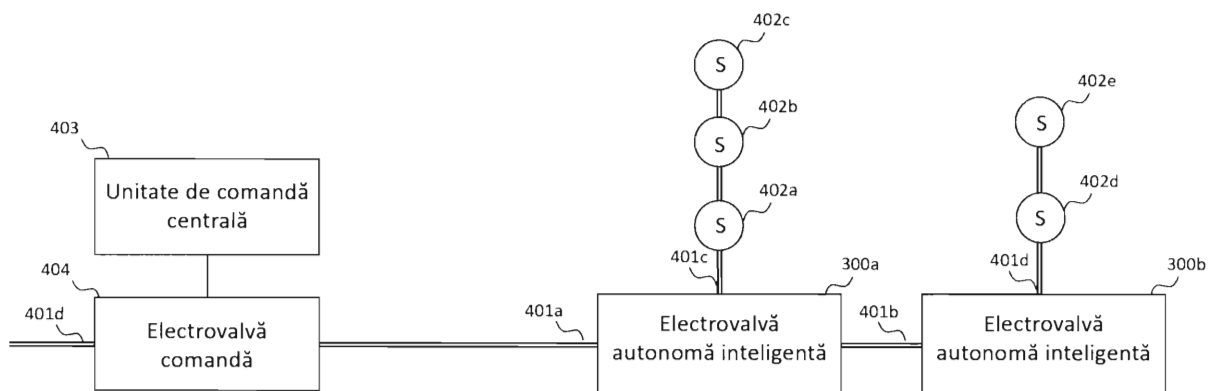 402c
S
402b
S
402e
S
403
402a
S
402d
S
Unitate de comandă
centrală
401c
300a
401d
300b
404
401d
Electrovalvă
comandă
401a
Electrovalvă
autonomă inteligentă
401b
Electrovalvă
autonomă inteligentă